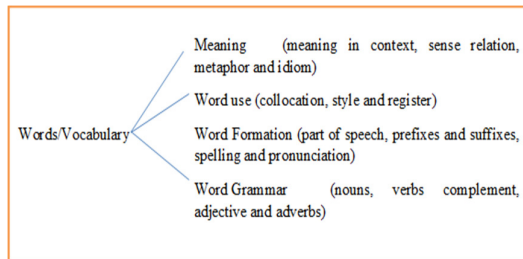 Meaning (meaning in context, sense relation,
metaphor and idiom)
Word use (collocation, style and register)
Words/Vocabulary
Word Formation (part of speech, prefixes and suffixes,
spelling and pronunciation)
Word Grammar (nouns, verbs complement,
adjective and adverbs)